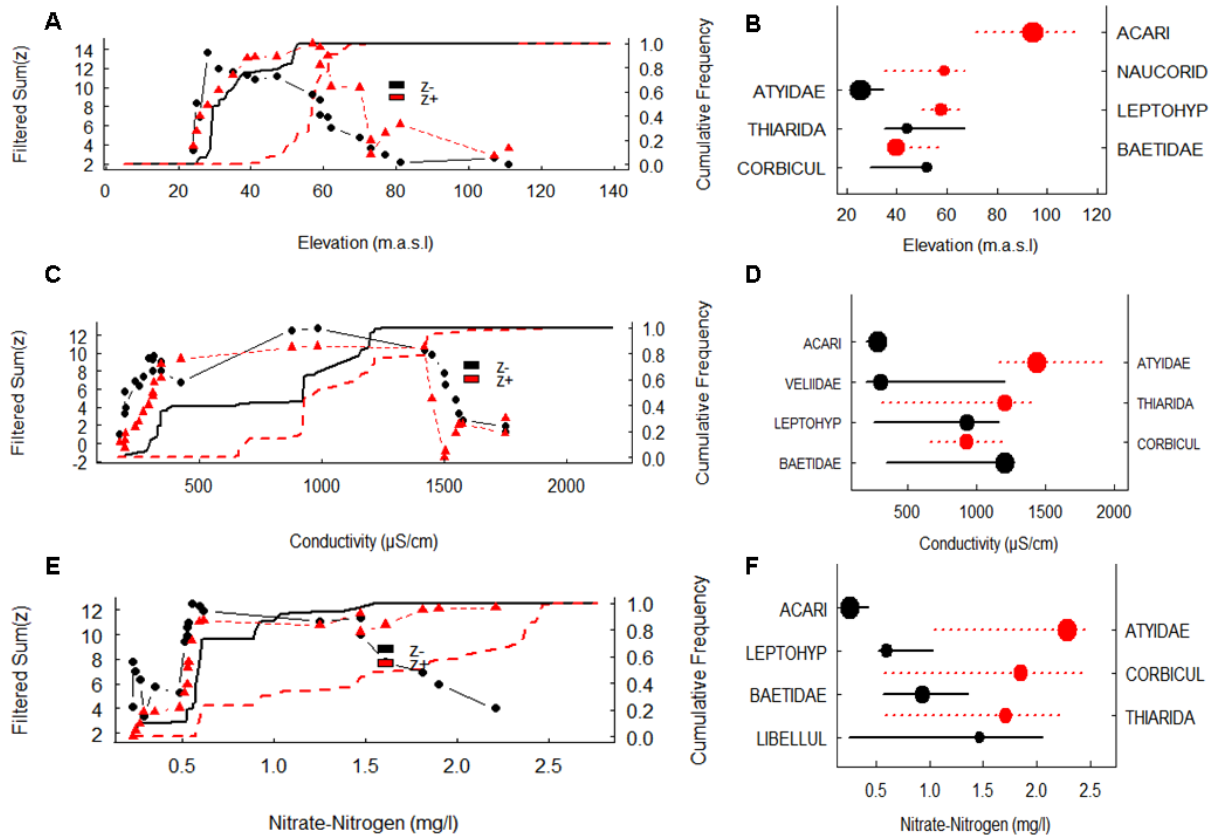 A
Filtered Sum(z)
14
12
10
8
6
4
2
z-
z+
1.0
0.8
0.6
0.4
0.2
0.0
Cumulative Frequency
0 20 40 60 80 100 120 140
Elevation (m.a.s.l)
B
ATYIDAE
THIARIDA
CORBICUL
ACARI
NAUCORID
LEPTOHYP
BAETIDAE
20 40 60 80 100 120
Elevation (m.a.s.l)
C
Filtered Sum(z)
12
10
8
6
4
2
0
-2
z-
z+
1.0
0.8
0.6
0.4
0.2
0.0
Cumulative Frequency
500 1000 1500 2000
Conductivity (µS/cm)
D
ACARI
VELIIDAE
LEPTOHYP
BAETIDAE
ATYIDAE
THIARIDA
CORBICUL
500 1000 1500 2000
Conductivity (µS/cm)
E
Filtered Sum(z)
12
10
8
6
4
2
z-
z+
1.0
0.8
0.6
0.4
0.2
0.0
Cumulative Frequency
0.5 1.0 1.5 2.0 2.5
Nitrate-Nitrogen (mg/l)
F
ACARI
LEPTOHYP
BAETIDAE
LIBELLUL
ATYIDAE
CORBICUL
THIARIDA
0.5 1.0 1.5 2.0 2.5
Nitrate-Nitrogen (mg/l)